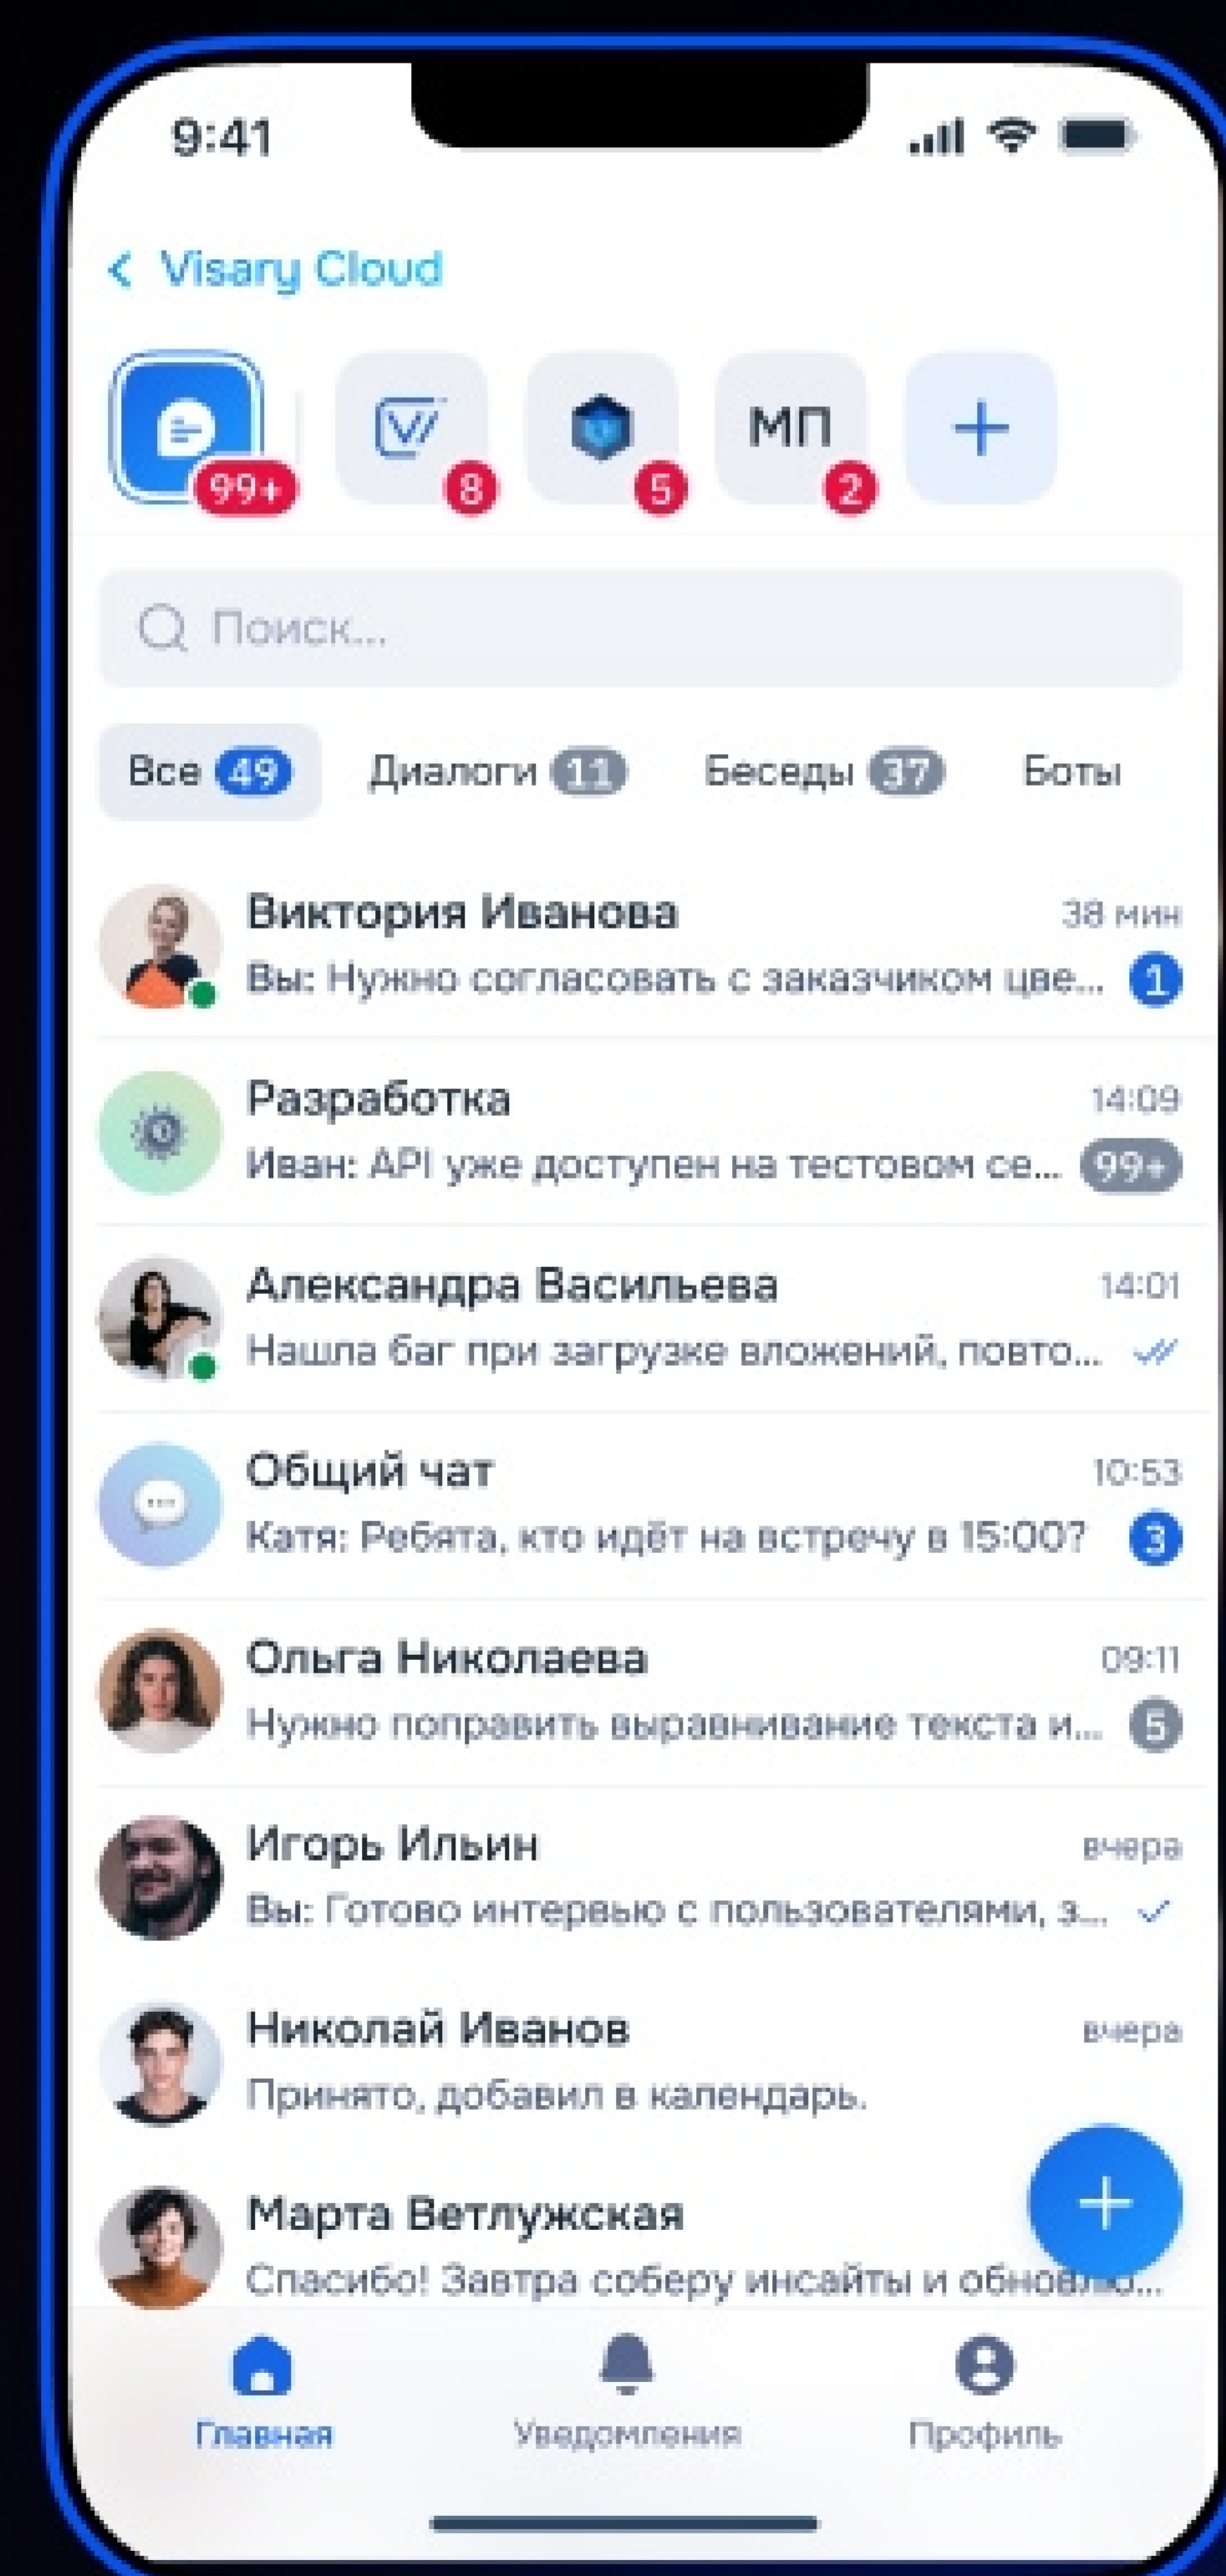 9:41
Visary Cloud
99+
8
5
МП
2
Поиск...
Все 49 Диалоги 11 Беседы 37 Боты
Виктория Иванова 38 мин
Вы: Нужно согласовать с заказчиком цве... 1
Разработка 14:09
Иван: API уже доступен на тестовом се... 99+
Александра Васильева 14:01
Нашла баг при загрузке вложений, повто...
Общий чат 10:53
Катя: Ребята, кто идёт на встречу в 15:00? 3
Ольга Николаева 09:11
Нужно поправить выравнивание текста и... 5
Игорь Ильин вчера
Вы: Готово интервью с пользователями, з...
Николай Иванов вчера
Принято, добавил в календарь.
Марта Ветлужская
Спасибо! Завтра соберу инсайты и обновлю...
Главная Уведомления Профиль